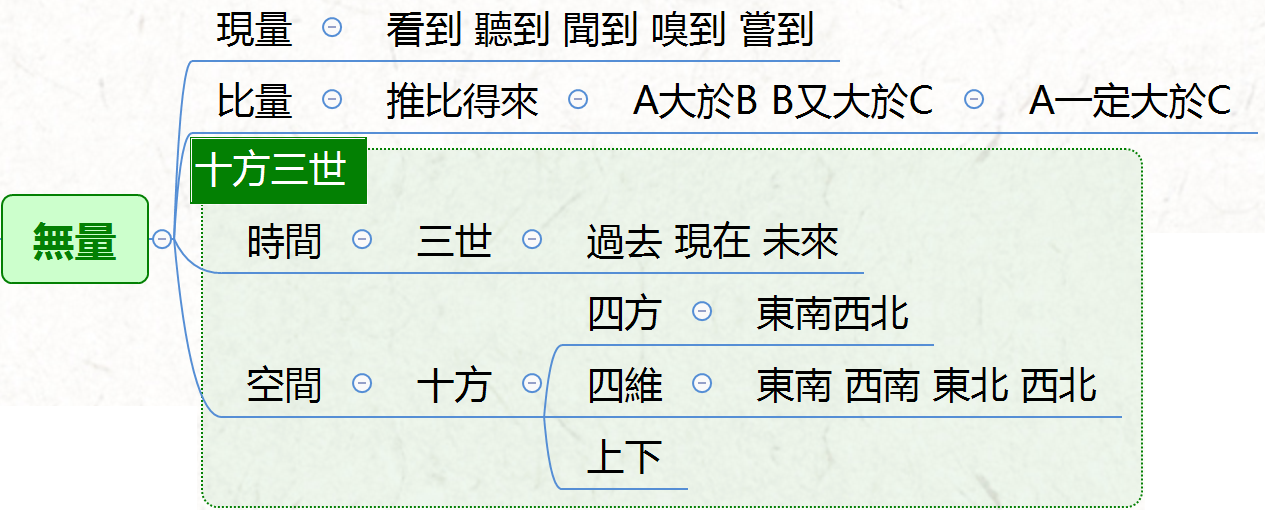 現量 看到 聽到 聞到 嗅到 嘗到
比量 推比得來 A大於B B又大於C A一定大於C
十方三世
無量
時間 三世 過去 現在 未來
四方 東南西北
空間 十方 四維 東南 西南 東北 西北
上下